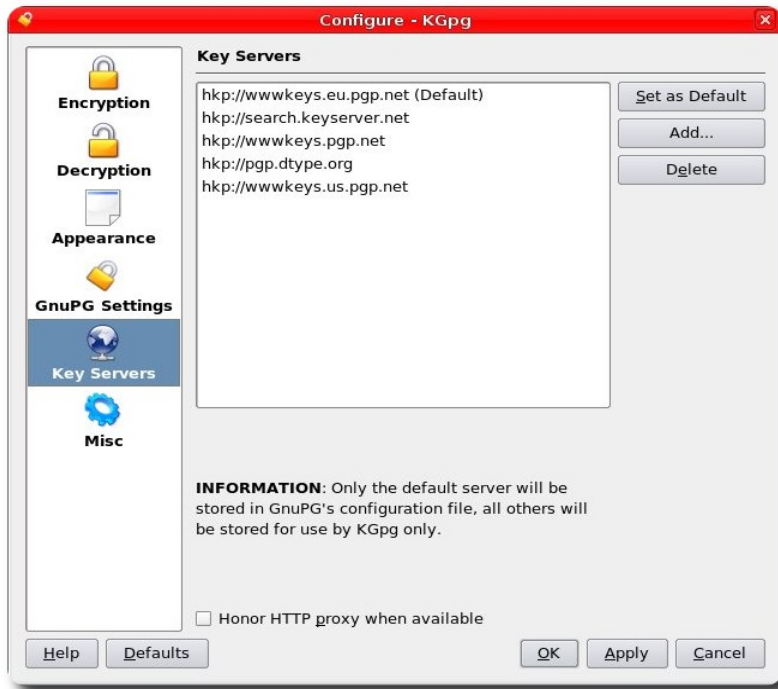 Configure - KGpg
Encryption
Decryption
Appearance
GnuPG Settings
Key Servers
Misc
Key Servers
hkp://wwwkeys.eu.pgp.net (Default)
hkp://search.keyserver.net
hkp://wwwkeys.pgp.net
hkp://pgp.dtype.org
hkp://wwwkeys.us.pgp.net
Set as Default
Add...
Delete
INFORMATION: Only the default server will be
stored in GnuPG's configuration file, all others will
be stored for use by KGpg only.
Honor HTTP proxy when available
Help
Defaults
OK
Apply
Cancel